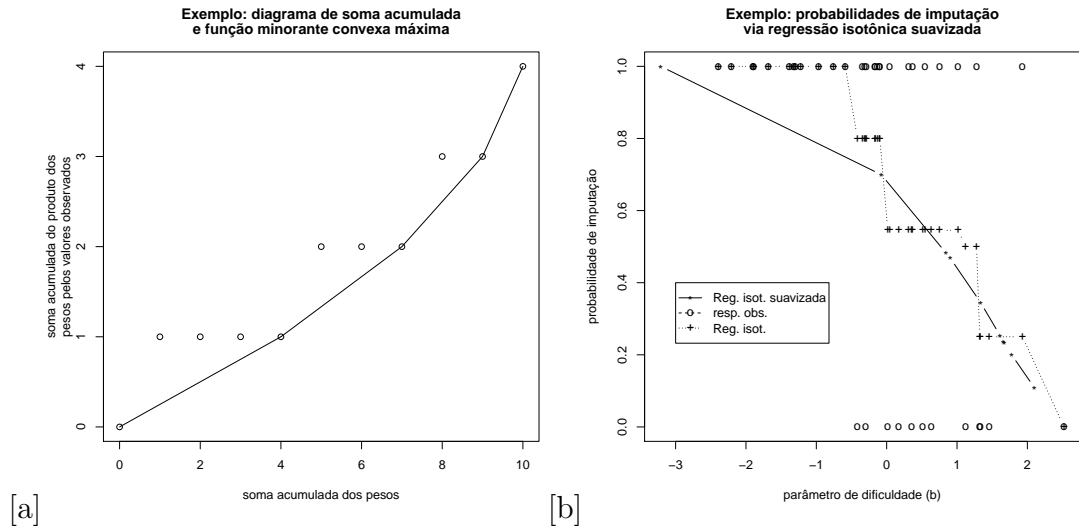 Exemplo: diagrama de soma acumulada
e função minorante convexa máxima
soma acumulada do produto dos
pesos pelos valores observados
4
3
2
1
0
0 2 4 6 8 10
soma acumulada dos pesos
[a]
Exemplo: probabilidades de imputação
via regressão isotônica suavizada
probabilidade de imputação
1.0
0.8
0.6
0.4
0.2
0.0
Reg. isot. suavizada
resp. obs.
Reg. isot.
−3 −2 −1 0 1 2
parâmetro de dificuldade (b)
[b]